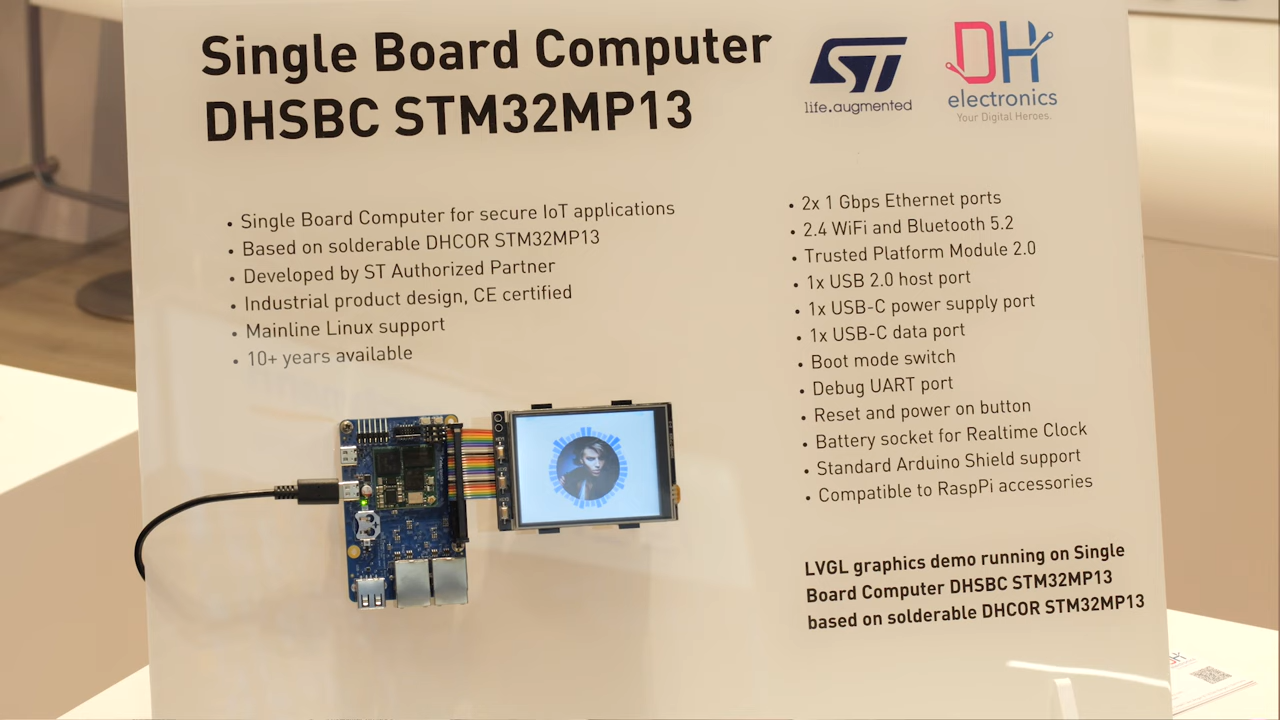 Single Board Computer
DHSBC STM32MP13
ST
life.augmented
DH
electronics
Your Digital Heroes.
• Single Board Computer for secure IoT applications
• Based on solderable DHCOR STM32MP13
• Developed by ST Authorized Partner
• Industrial product design, CE certified
• Mainline Linux support
• 10+ years available
• 2x 1 Gbps Ethernet ports
• 2.4 WiFi and Bluetooth 5.2
• Trusted Platform Module 2.0
• 1x USB 2.0 host port
• 1x USB-C power supply port
• 1x USB-C data port
• Boot mode switch
• Debug UART port
• Reset and power on button
• Battery socket for Realtime Clock
• Standard Arduino Shield support
• Compatible to RaspPi accessories
LVGL graphics demo running on Single
Board Computer DHSBC STM32MP13
based on solderable DHCOR STM32MP13